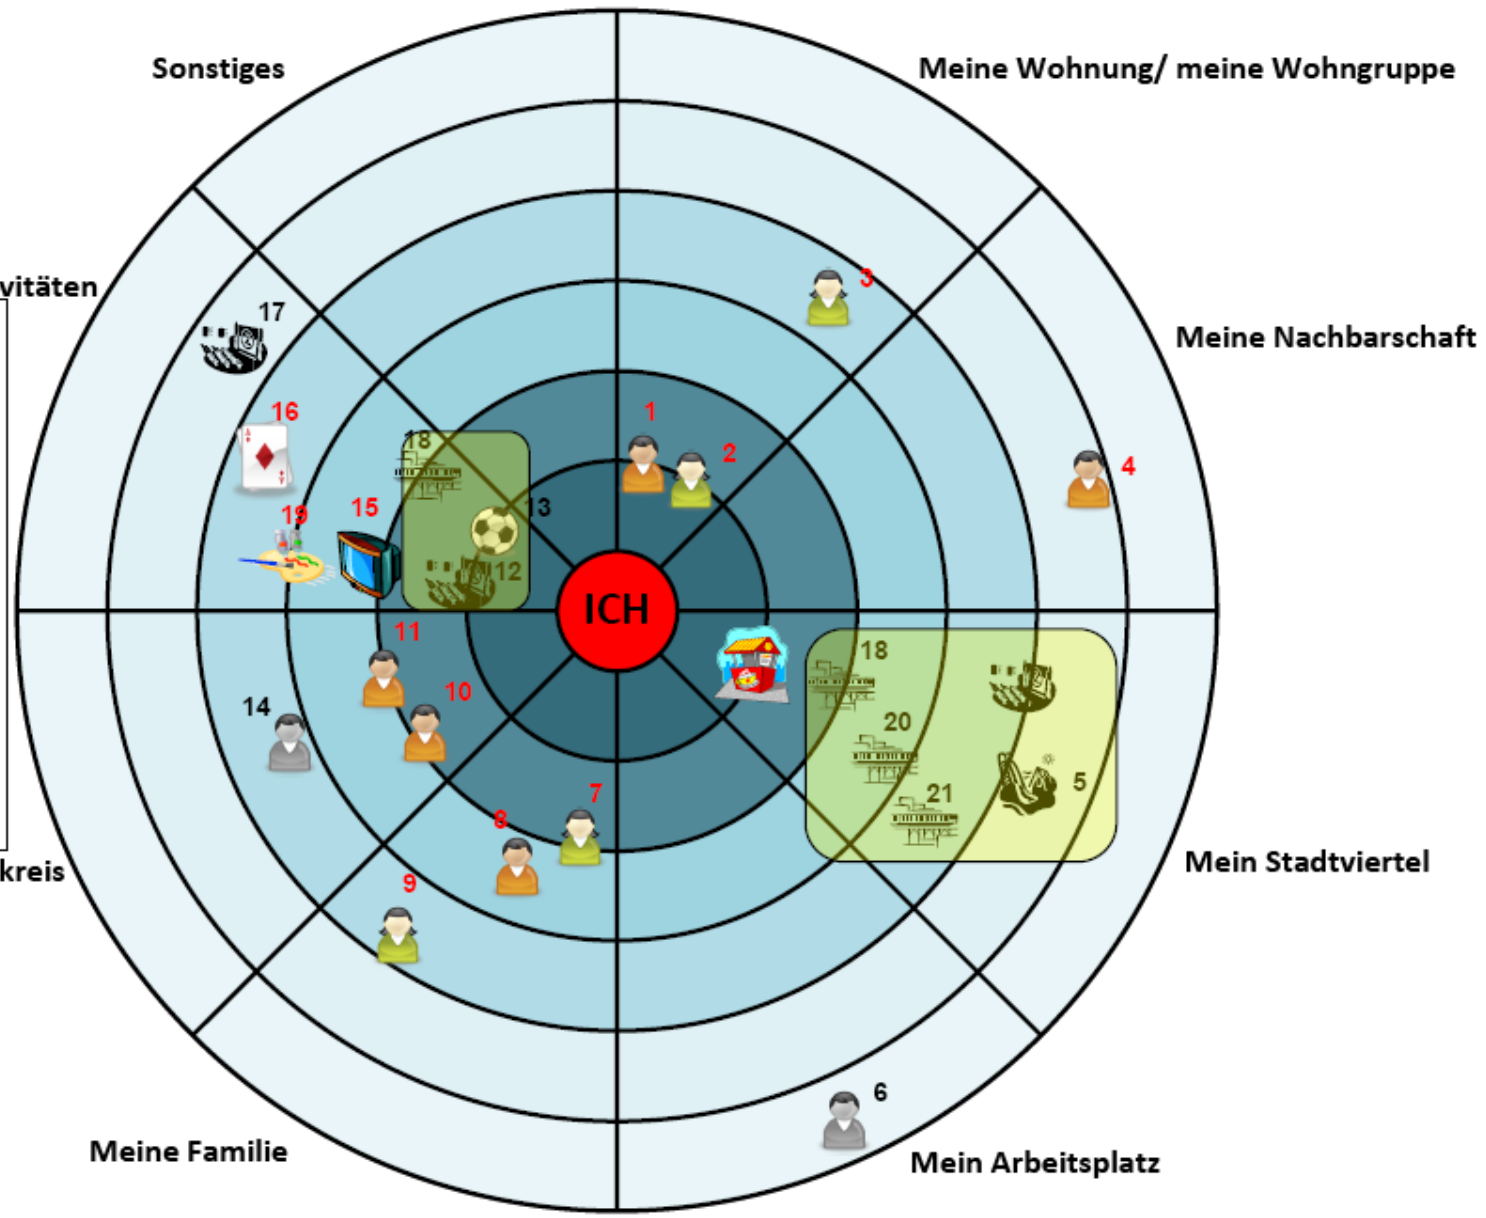 Sonstiges
Meine Wohnung/ meine Wohngruppe
3
vitäten
17
Meine Nachbarschaft
16
1
18
2
4
15
13
19
12
ICH
11
18
10
14
20
5
7
21
8
kreis
Mein Stadtviertel
9
6
Meine Familie
Mein Arbeitsplatz